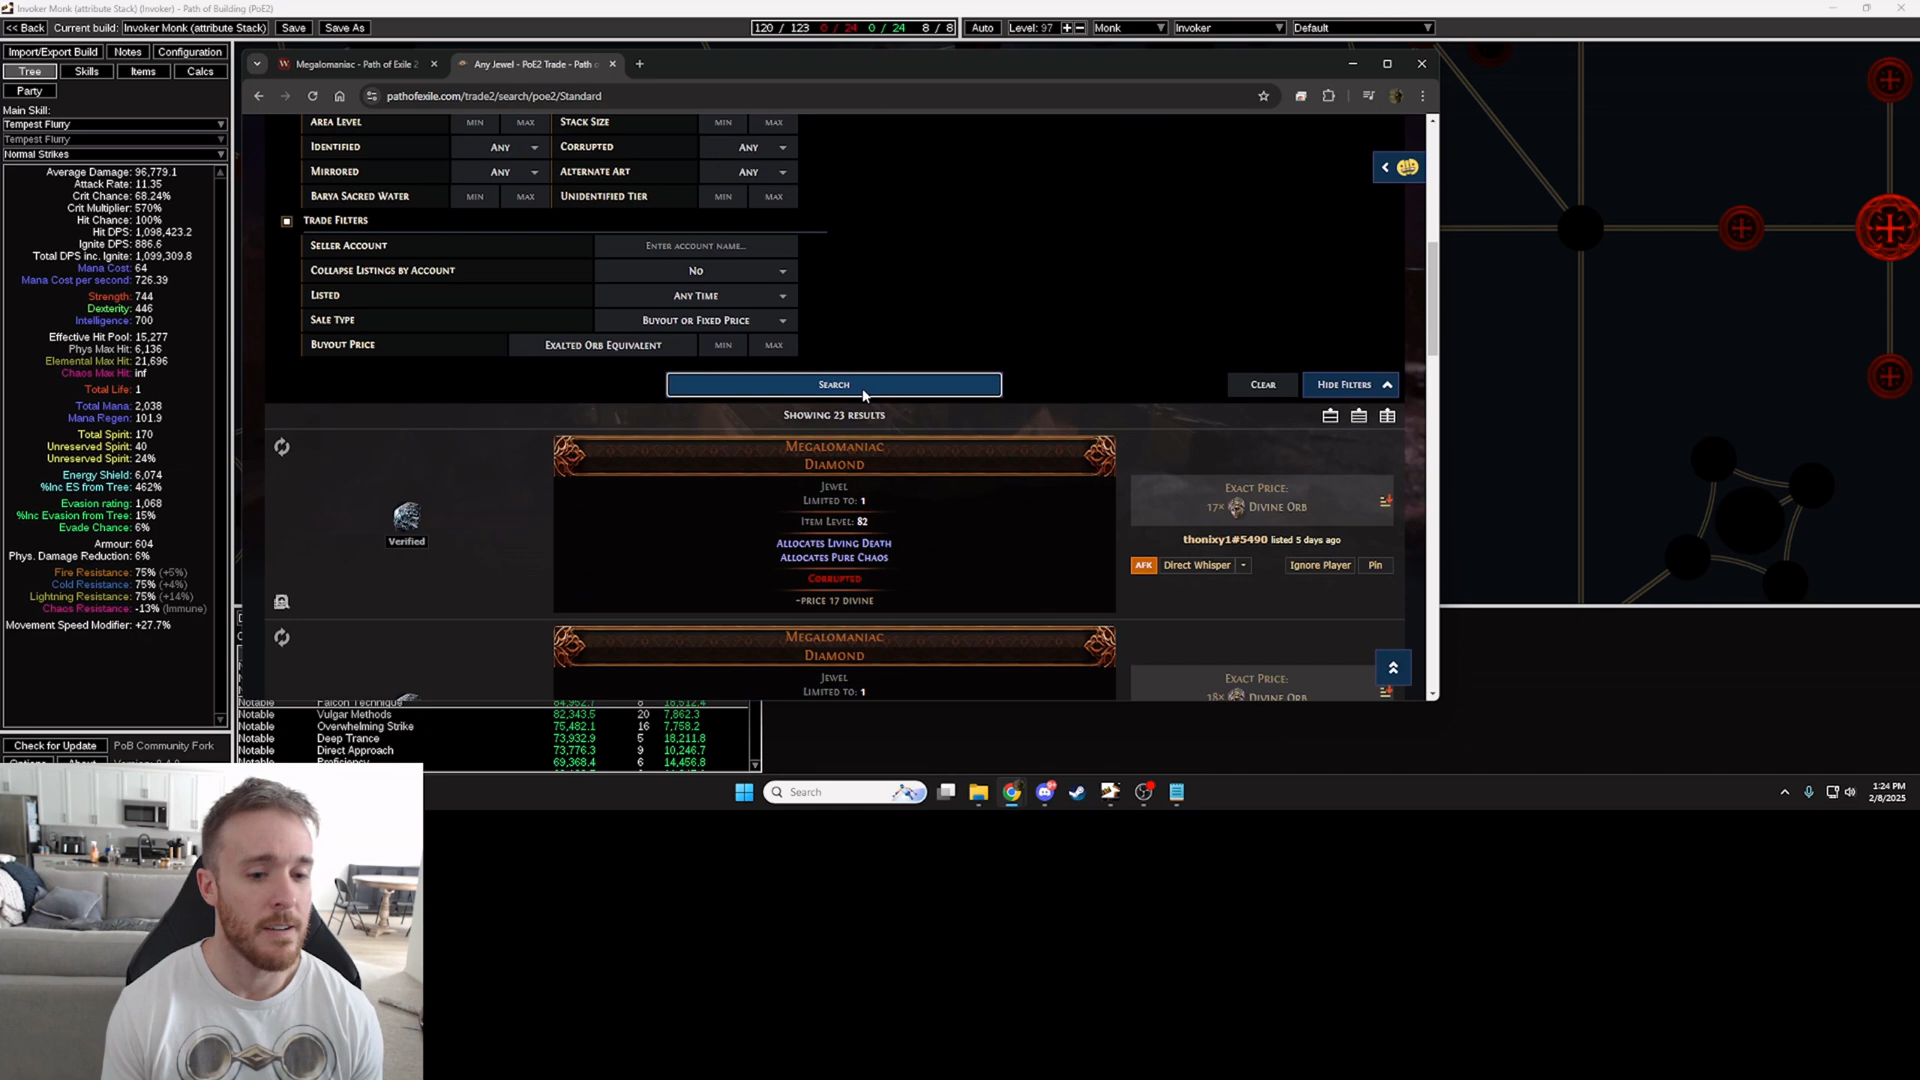 Invoker Monk (attribute Stack) (Invoker) - Path of Building (PoE2)
<< Back Current build: Invoker Monk (attribute Stack) Save Save As 120 / 123 0 / 24 0 / 24 8 / 8 Auto Level: 97 + − Monk Invoker Default
Import/Export Build Notes Configuration
Tree Skills Items Calcs
Party
Main Skill:
Tempest Flurry
Tempest Flurry
Normal Strikes
Average Damage: 96,779.1
Attack Rate: 11.35
Crit Chance: 68.24%
Crit Multiplier: 570%
Hit Chance: 100%
Hit DPS: 1,098,423.2
Ignite DPS: 886.6
Total DPS inc. Ignite: 1,099,309.8
Mana Cost: 64
Mana Cost per second: 726.39
Strength: 744
Dexterity: 446
Intelligence: 700
Effective Hit Pool: 15,277
Phys Max Hit: 6,136
Elemental Max Hit: 21,696
Chaos Max Hit: inf
Total Life: 1
Total Mana: 2,038
Mana Regen: 101.9
Total Spirit: 170
Unreserved Spirit: 40
Unreserved Spirit: 24%
Energy Shield: 6,074
%Inc ES from Tree: 462%
Evasion rating: 1,068
%Inc Evasion from Tree: 15%
Evade Chance: 6%
Armour: 604
Phys. Damage Reduction: 6%
Fire Resistance: 75% (+5%)
Cold Resistance: 75% (+4%)
Lightning Resistance: 75% (+14%)
Chaos Resistance: -13% (Immune)
Movement Speed Modifier: +27.7%
Check for Update PoB Community Fork
Megalomaniac - Path of Exile 2
Any Jewel - PoE2 Trade - Path o
pathofexile.com/trade2/search/poe2/Standard
AREA LEVEL MIN MAX STACK SIZE MIN MAX
IDENTIFIED ANY CORRUPTED ANY
MIRRORED ANY ALTERNATE ART ANY
BARYA SACRED WATER MIN MAX UNIDENTIFIED TIER MIN MAX
TRADE FILTERS
SELLER ACCOUNT ENTER ACCOUNT NAME...
COLLAPSE LISTINGS BY ACCOUNT NO
LISTED ANY TIME
SALE TYPE BUYOUT OR FIXED PRICE
BUYOUT PRICE EXALTED ORB EQUIVALENT MIN MAX
SEARCH CLEAR HIDE FILTERS
SHOWING 23 RESULTS
MEGALOMANIAC
DIAMOND
JEWEL
LIMITED TO: 1
ITEM LEVEL: 82
ALLOCATES LIVING DEATH
ALLOCATES PURE CHAOS
CORRUPTED
~PRICE 17 DIVINE
Verified
EXACT PRICE:
17× DIVINE ORB
thonixy1#5490 listed 5 days ago
AFK Direct Whisper Ignore Player Pin
MEGALOMANIAC
DIAMOND
JEWEL
LIMITED TO: 1
EXACT PRICE:
18× DIVINE ORB
Notable Falcon Technique 84,952.7 8 18,612.4
Notable Vulgar Methods 82,343.5 20 7,862.3
Notable Overwhelming Strike 75,482.1 16 7,758.2
Notable Deep Trance 73,932.9 5 18,211.8
Notable Direct Approach 73,776.3 9 10,246.7
Notable Proficiency 69,368.4 6 14,456.8
Search
1:24 PM
2/8/2025